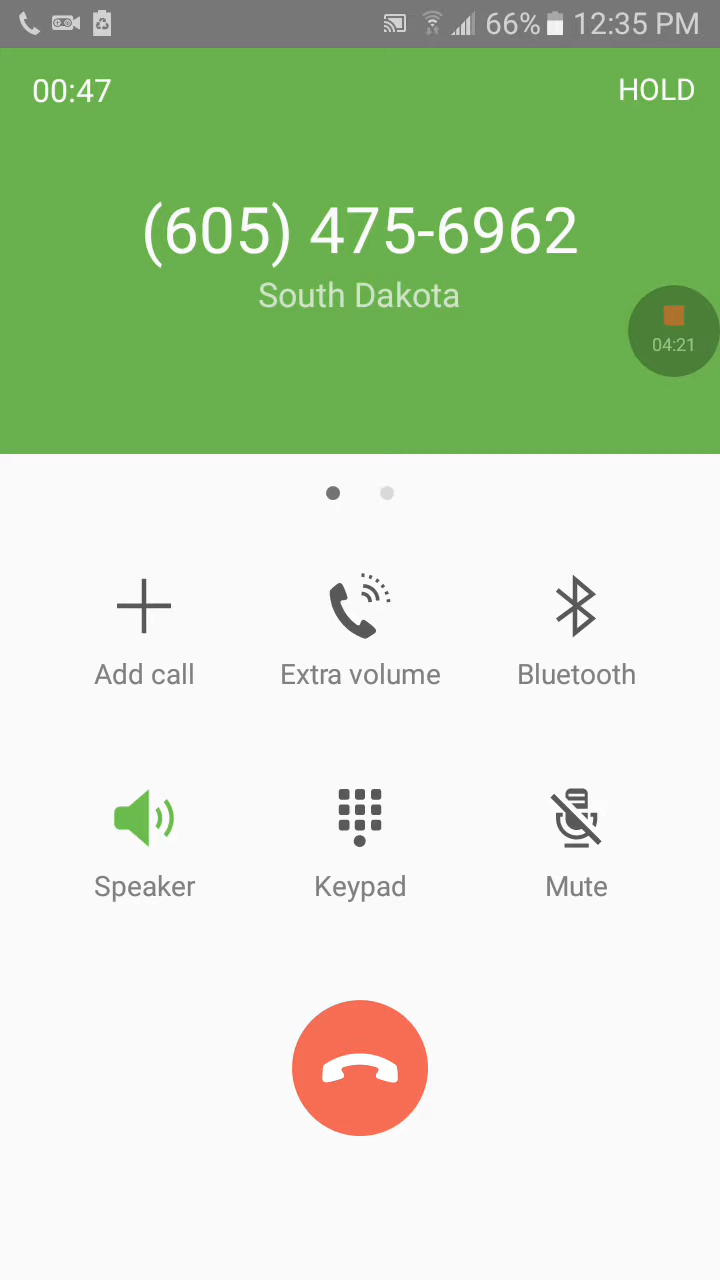 66% 12:35 PM
00:47 HOLD
(605) 475-6962
South Dakota
04:21
Add call Extra volume Bluetooth
Speaker Keypad Mute